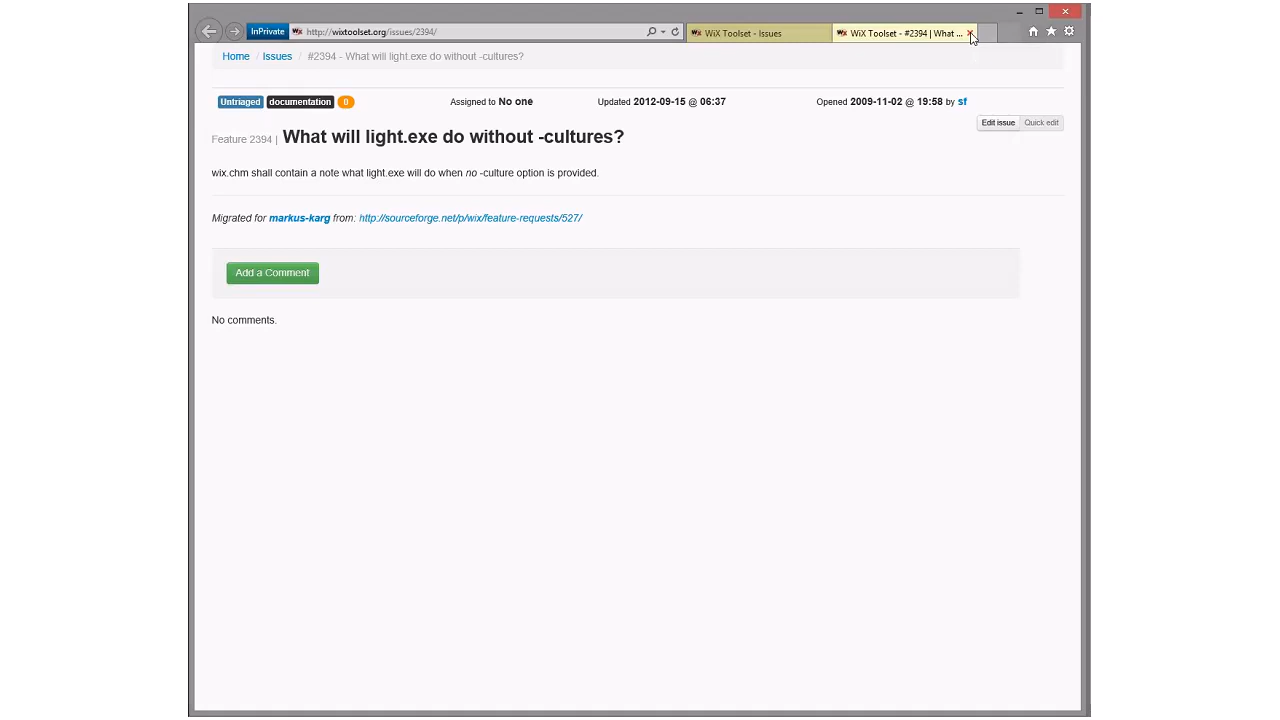 InPrivate http://wixtoolset.org/issues/2394/ WiX Toolset - Issues WiX Toolset - #2394 | What ...
Home / Issues / #2394 - What will light.exe do without -cultures?
Untriaged documentation 0 Assigned to No one Updated 2012-09-15 @ 06:37 Opened 2009-11-02 @ 19:58 by sf
Edit issue Quick edit
Feature 2394 | What will light.exe do without -cultures?
wix.chm shall contain a note what light.exe will do when no -culture option is provided.
Migrated for markus-karg from: http://sourceforge.net/p/wix/feature-requests/527/
Add a Comment
No comments.